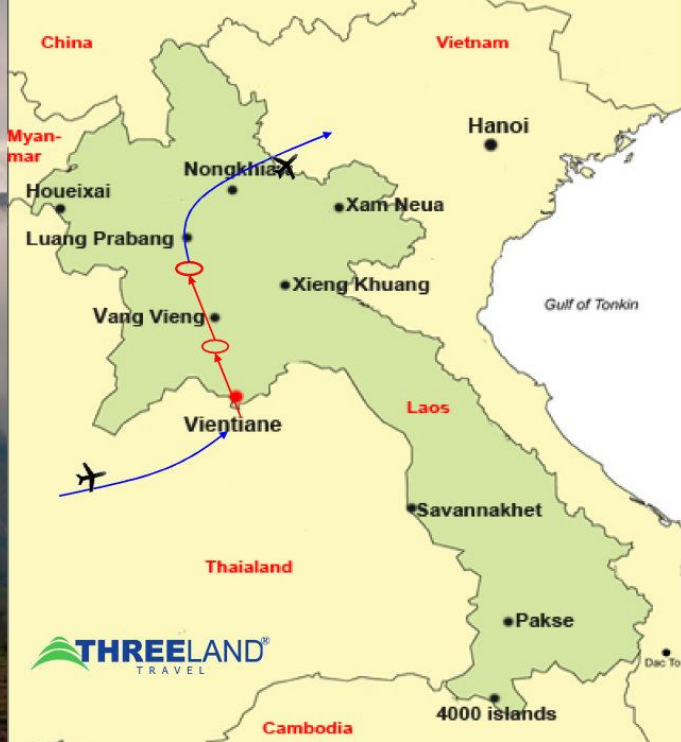 China
Vietnam
Myan-
mar
Hanoi
Nongkhiaw
Houeixai
Xam Neua
Luang Prabang
Xieng Khuang
Gulf of Tonkin
Vang Vieng
Laos
Vientiane
Savannakhet
Thaialand
Pakse
THREELAND®
TRAVEL
Dac To
4000 islands
Cambodia